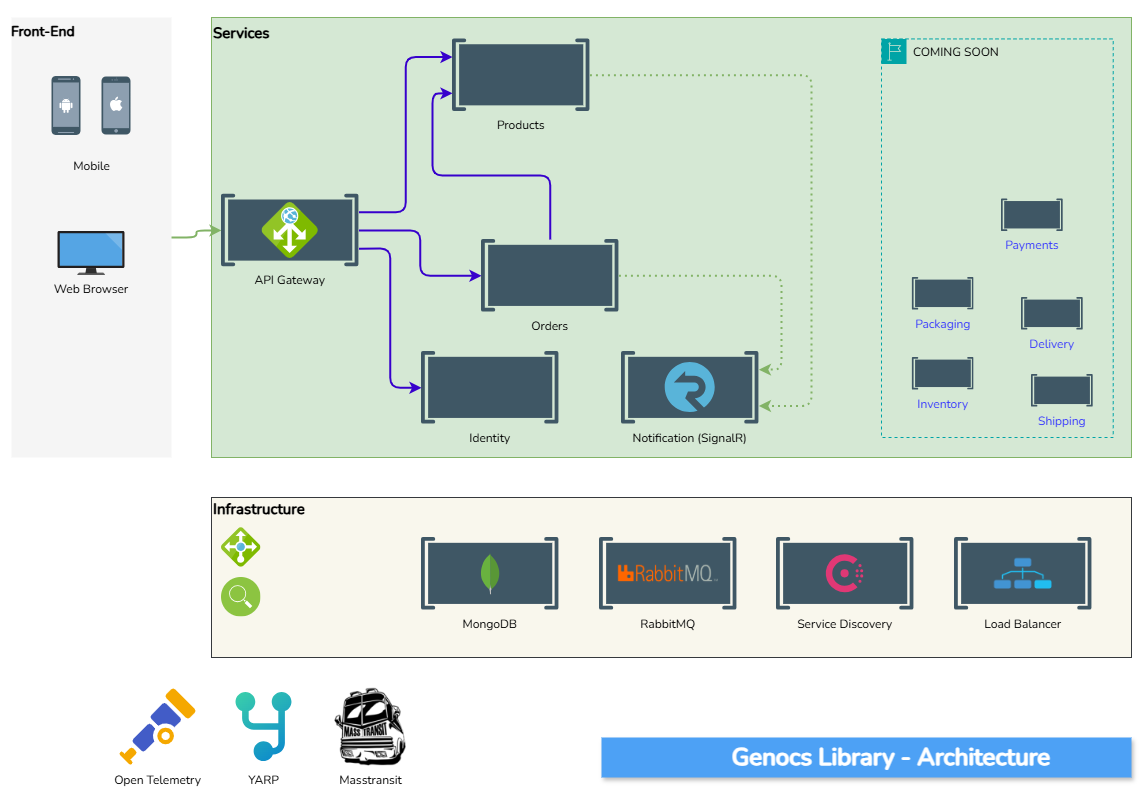 Front-End
Mobile
Web Browser
Services
Products
API Gateway
Orders
Identity
Notification (SignalR)
COMING SOON
Payments
Packaging
Delivery
Inventory
Shipping
Infrastructure
MongoDB
RabbitMQ
RabbitMQ
Service Discovery
Load Balancer
MASS TRANSIT
Open Telemetry
YARP
Masstransit
Genocs Library - Architecture